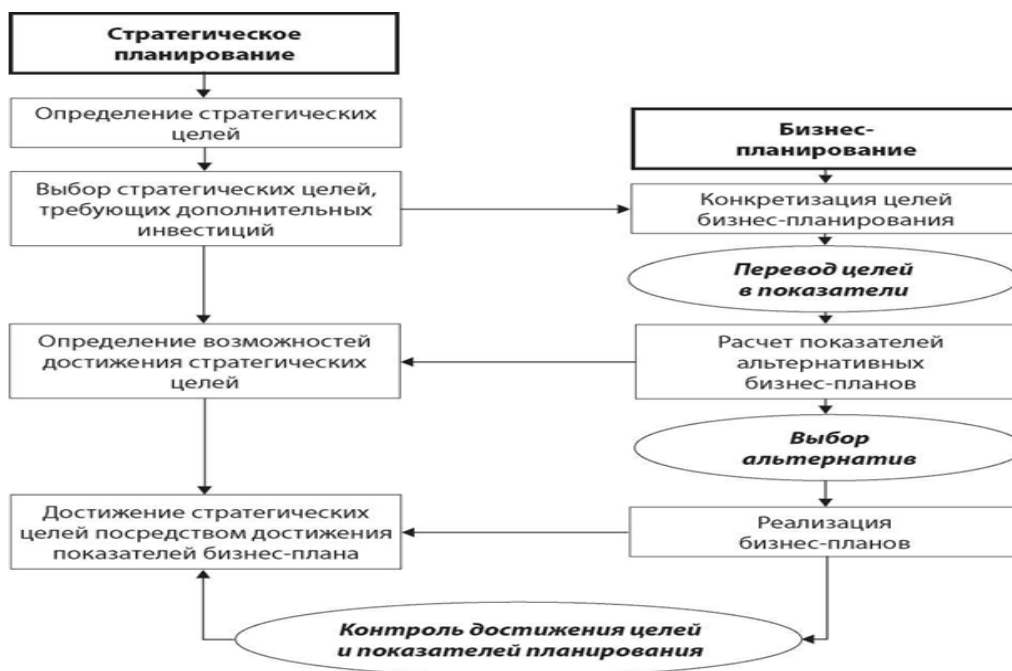 Стратегическое
планирование
Определение стратегических
целей
Выбор стратегических целей,
требующих дополнительных
инвестиций
Определение возможностей
достижения стратегических
целей
Достижение стратегических
целей посредством достижения
показателей бизнес-плана
Бизнес-
планирование
Конкретизация целей
бизнес-планирования
Перевод целей
в показатели
Расчет показателей
альтернативных
бизнес-планов
Выбор
альтернатив
Реализация
бизнес-планов
Контроль достижения целей
и показателей планирования